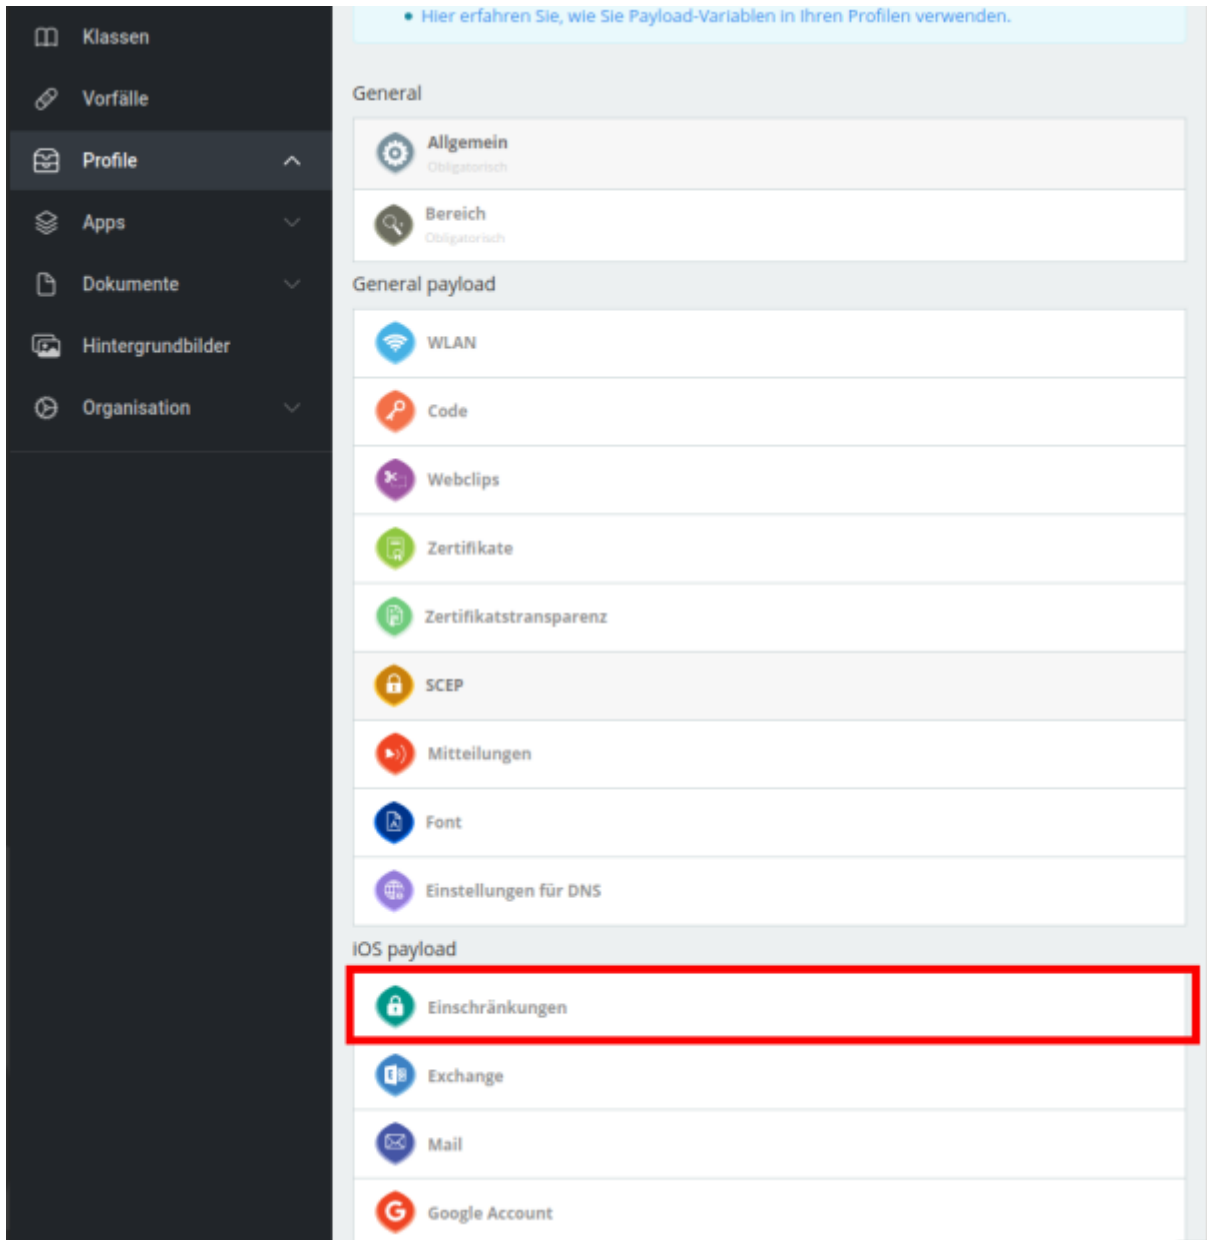 Klassen
Vorfälle
Profile
Apps
Dokumente
Hintergrundbilder
Organisation
Hier erfahren Sie, wie Sie Payload-Variablen in Ihren Profilen verwenden.
General
Allgemein
Obligatorisch
Bereich
Obligatorisch
General payload
WLAN
Code
Webclips
Zertifikate
Zertifikatstransparenz
SCEP
Mitteilungen
Font
Einstellungen für DNS
iOS payload
Einschränkungen
Exchange
Mail
Google Account